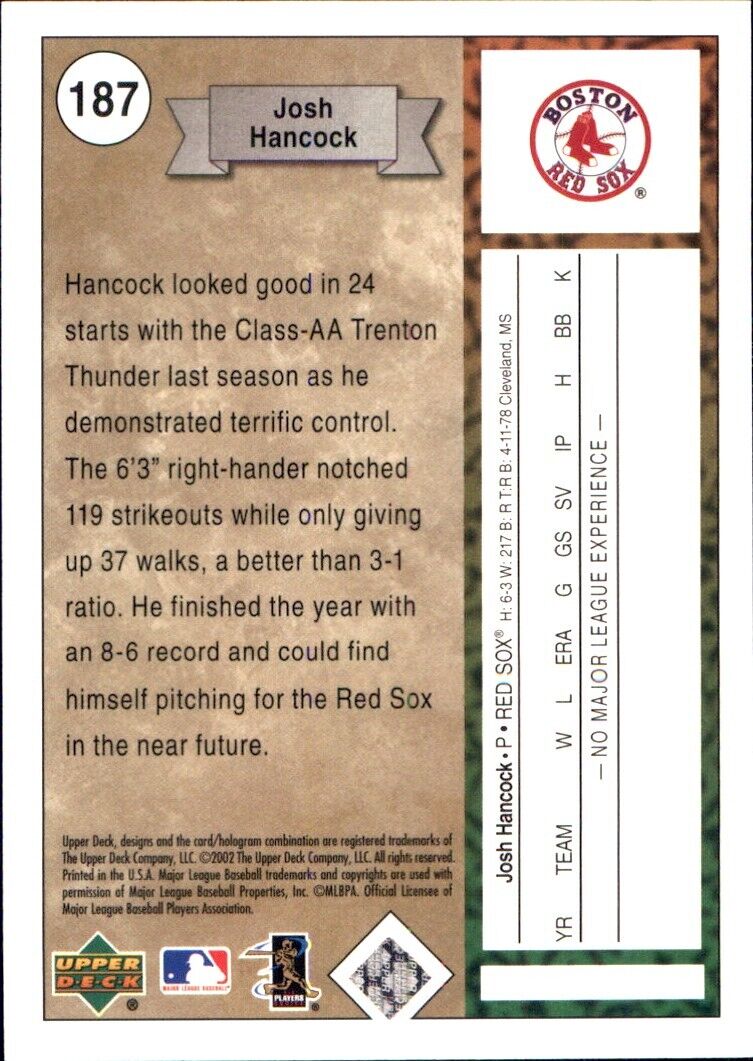 187
Josh
Hancock
BOSTON
RED SOX
®
Hancock looked good in 24
starts with the Class-AA Trenton
Thunder last season as he
demonstrated terrific control.
The 6'3" right-hander notched
119 strikeouts while only giving
up 37 walks, a better than 3-1
ratio. He finished the year with
an 8-6 record and could find
himself pitching for the Red Sox
in the near future.
Upper Deck, designs and the card/hologram combination are registered trademarks of
The Upper Deck Company, LLC. ©2002 The Upper Deck Company, LLC. All rights reserved.
Printed in the U.S.A. Major League Baseball trademarks and copyrights are used with
permission of Major League Baseball Properties, Inc. ©MLBPA. Official Licensee of
Major League Baseball Players Association.
UPPER
DECK
®
MAJOR LEAGUE BASEBALL
PLAYERS
®
Josh Hancock • P • RED SOX® H: 6-3 W: 217 B: R T:R B: 4-11-78 Cleveland, MS
YR TEAM W L ERA G GS SV IP H BB K
— NO MAJOR LEAGUE EXPERIENCE —